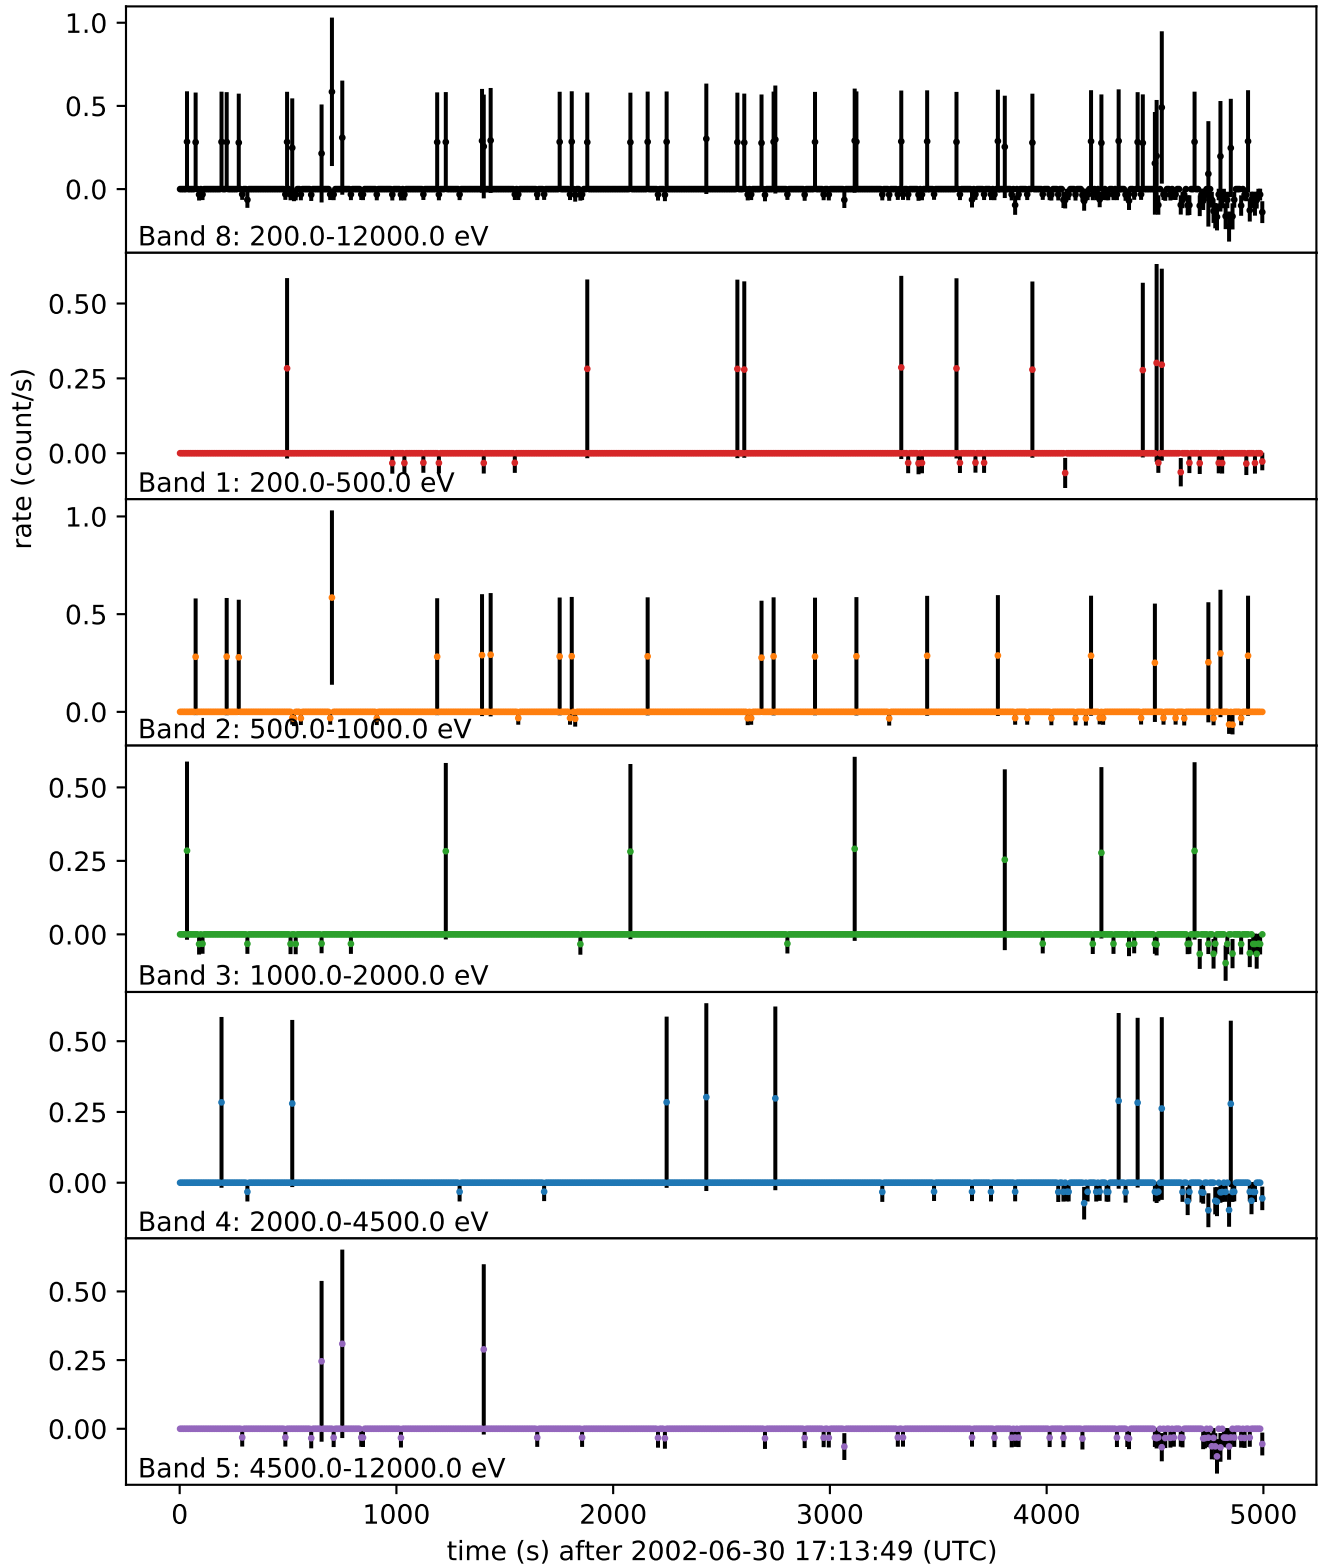 1.0
0.5
0.0
Band 8: 200.0-12000.0 eV
0.50
0.25
0.00
Band 1: 200.0-500.0 eV
rate (count/s)
1.0
0.5
0.0
Band 2: 500.0-1000.0 eV
0.50
0.25
0.00
Band 3: 1000.0-2000.0 eV
0.50
0.25
0.00
Band 4: 2000.0-4500.0 eV
0.50
0.25
0.00
Band 5: 4500.0-12000.0 eV
0 1000 2000 3000 4000 5000
time (s) after 2002-06-30 17:13:49 (UTC)